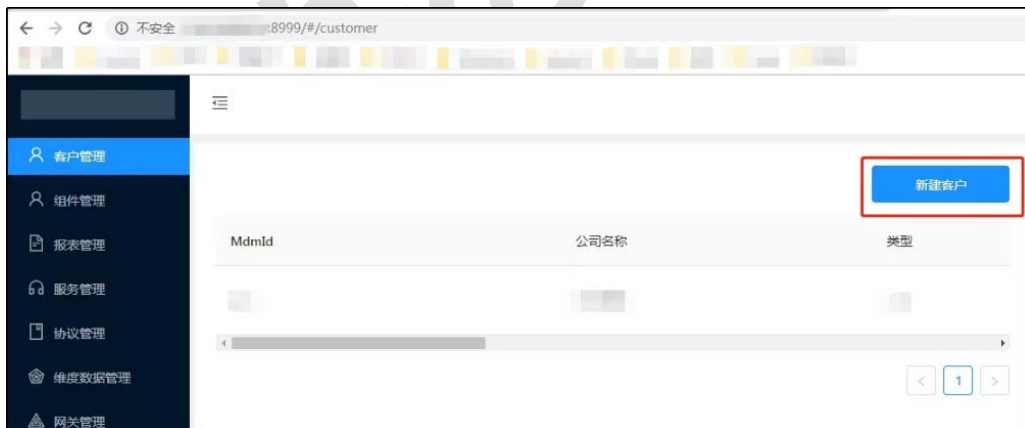 不安全
:8999/#/customer
客户管理
新建客户
组件管理
报表管理
MdmId 公司名称 类型
服务管理
协议管理
维度数据管理
< 1 >
网关管理